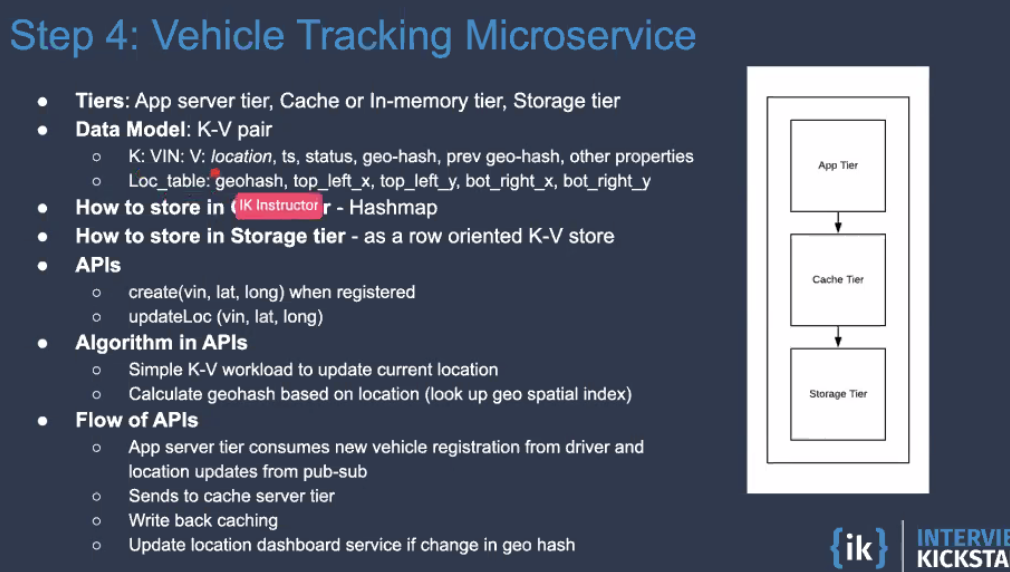 Step 4: Vehicle Tracking Microservice
● Tiers: App server tier, Cache or In-memory tier, Storage tier
● Data Model: K-V pair
○ K: VIN: V: location, ts, status, geo-hash, prev geo-hash, other properties
○ Loc_table: geohash, top_left_x, top_left_y, bot_right_x, bot_right_y
● How to store in r - Hashmap
IK Instructor
● How to store in Storage tier - as a row oriented K-V store
● APIs
○ create(vin, lat, long) when registered
○ updateLoc (vin, lat, long)
● Algorithm in APIs
○ Simple K-V workload to update current location
○ Calculate geohash based on location (look up geo spatial index)
● Flow of APIs
○ App server tier consumes new vehicle registration from driver and
location updates from pub-sub
○ Sends to cache server tier
○ Write back caching
○ Update location dashboard service if change in geo hash
App Tier
Cache Tier
Storage Tier
{ik}
INTERVIE
KICKSTA